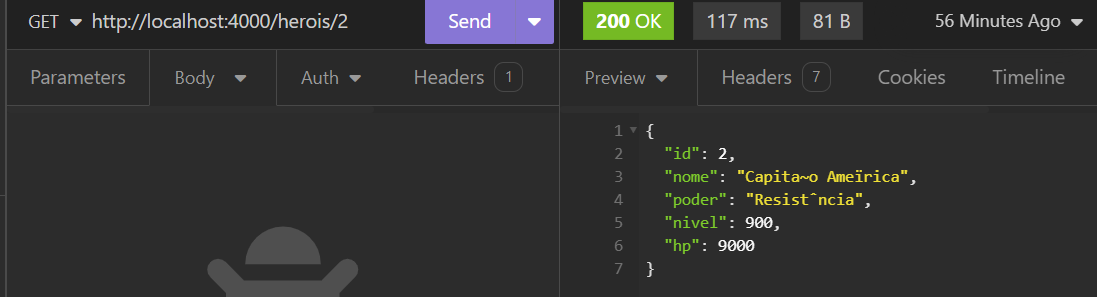 GET http://localhost:4000/herois/2 Send 200 OK 117 ms 81 B 56 Minutes Ago
Parameters Body Auth Headers 1 Preview Headers 7 Cookies Timeline
1 {
2 "id": 2,
3 "nome": "Capita~o Ameïrica",
4 "poder": "Resist^ncia",
5 "nivel": 900,
6 "hp": 9000
7 }